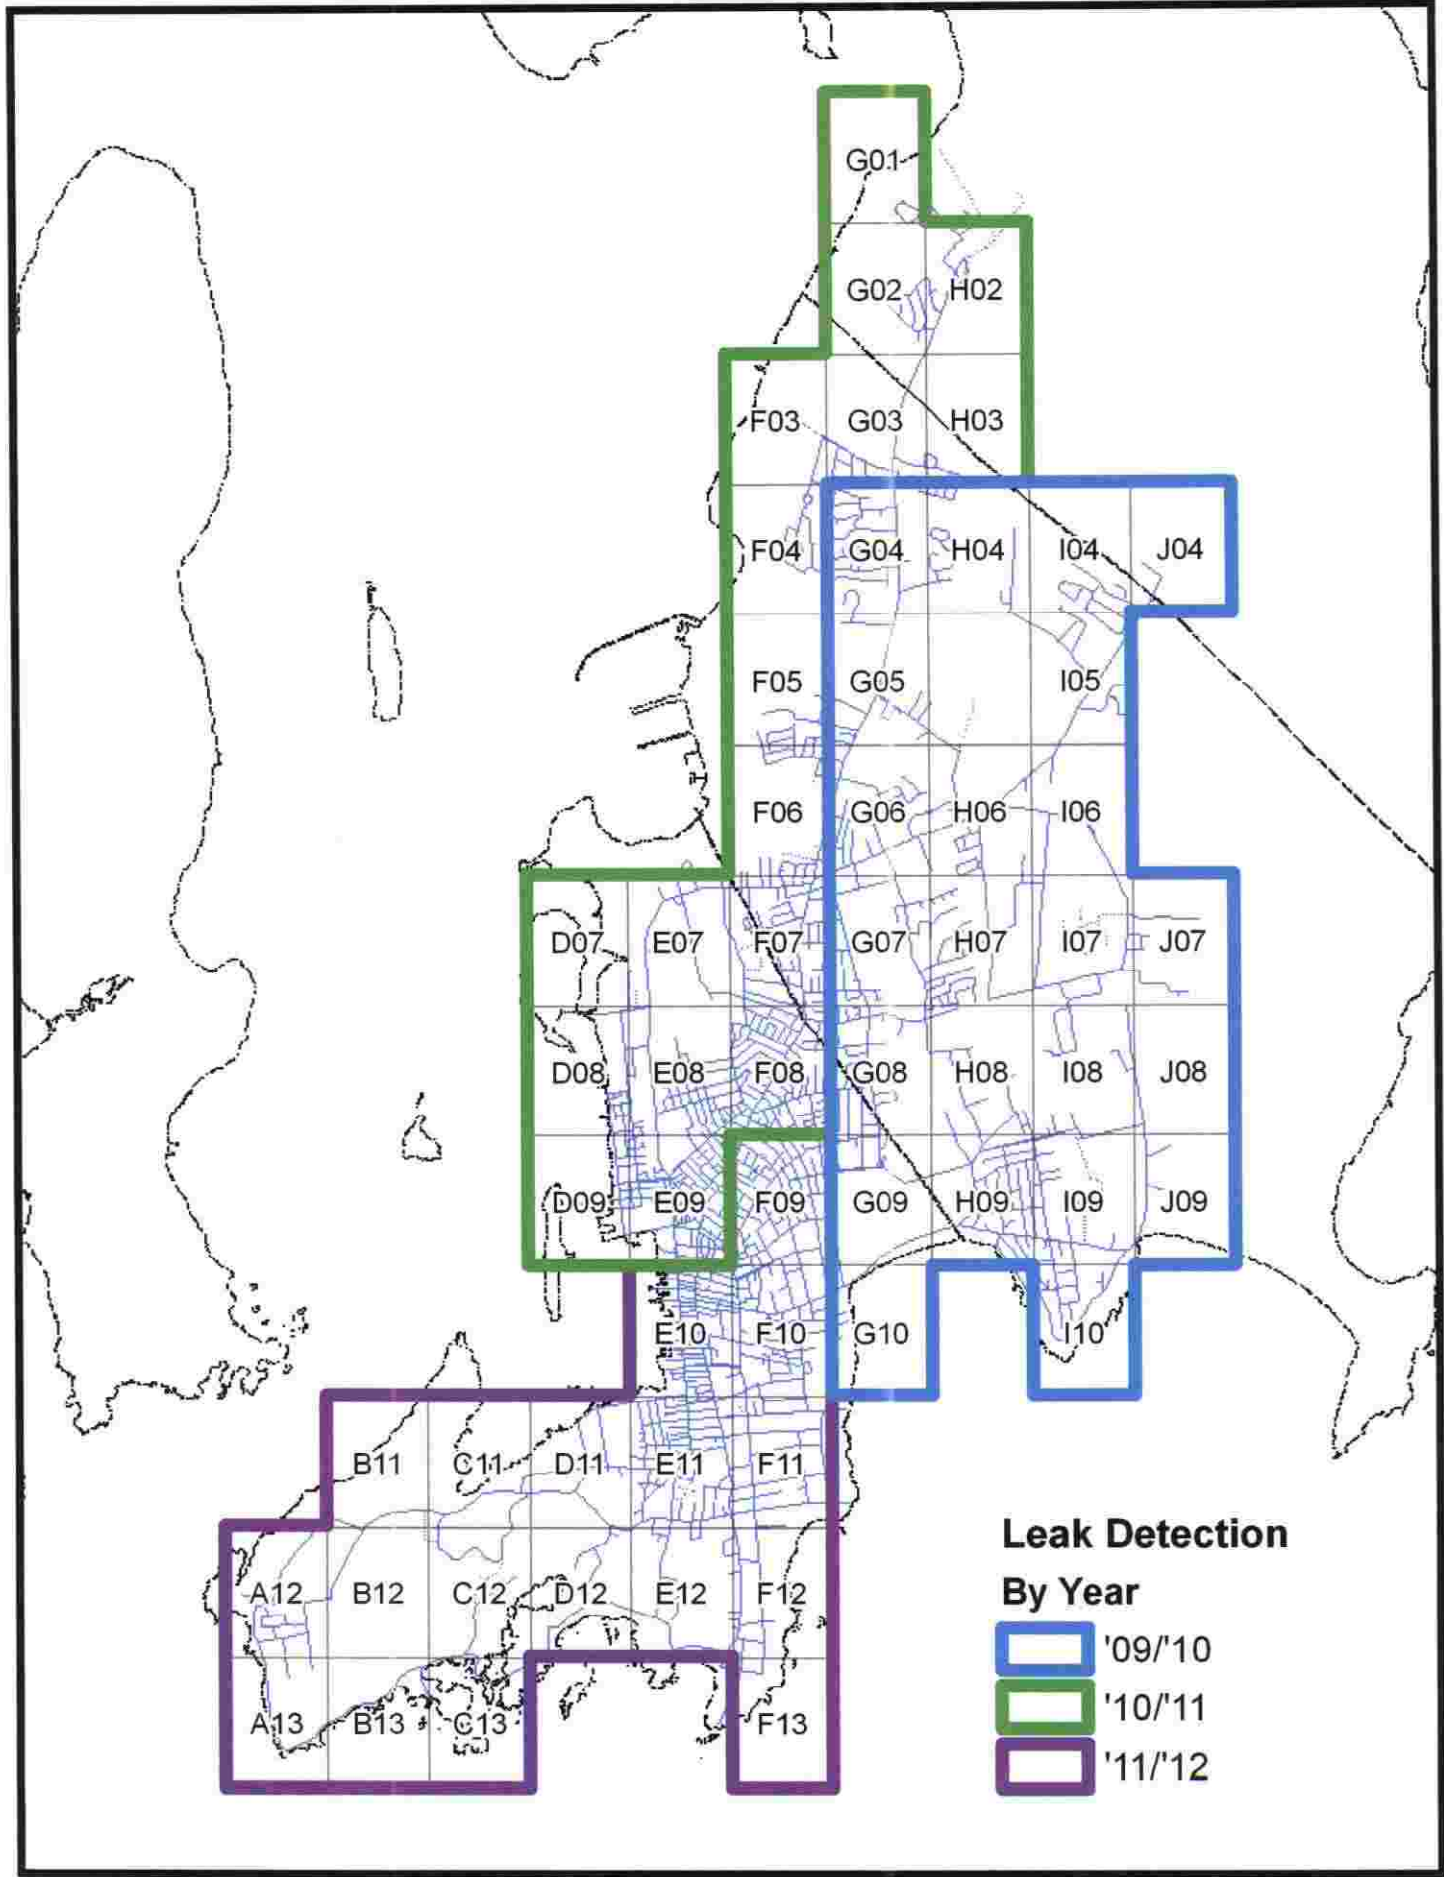 G01
G02 H02
F03 G03 H03
F04 G04 H04 I04 J04
F05 G05 I05
F06 G06 H06 I06
D07 E07 F07 G07 H07 I07 J07
D08 E08 F08 G08 H08 I08 J08
D09 E09 F09 G09 H09 I09 J09
E10 F10 G10 I10
B11 C11 D11 E11 F11
A12 B12 C12 D12 E12 F12
A13 B13 C13 F13
Leak Detection
By Year
'09/'10
'10/'11
'11/'12